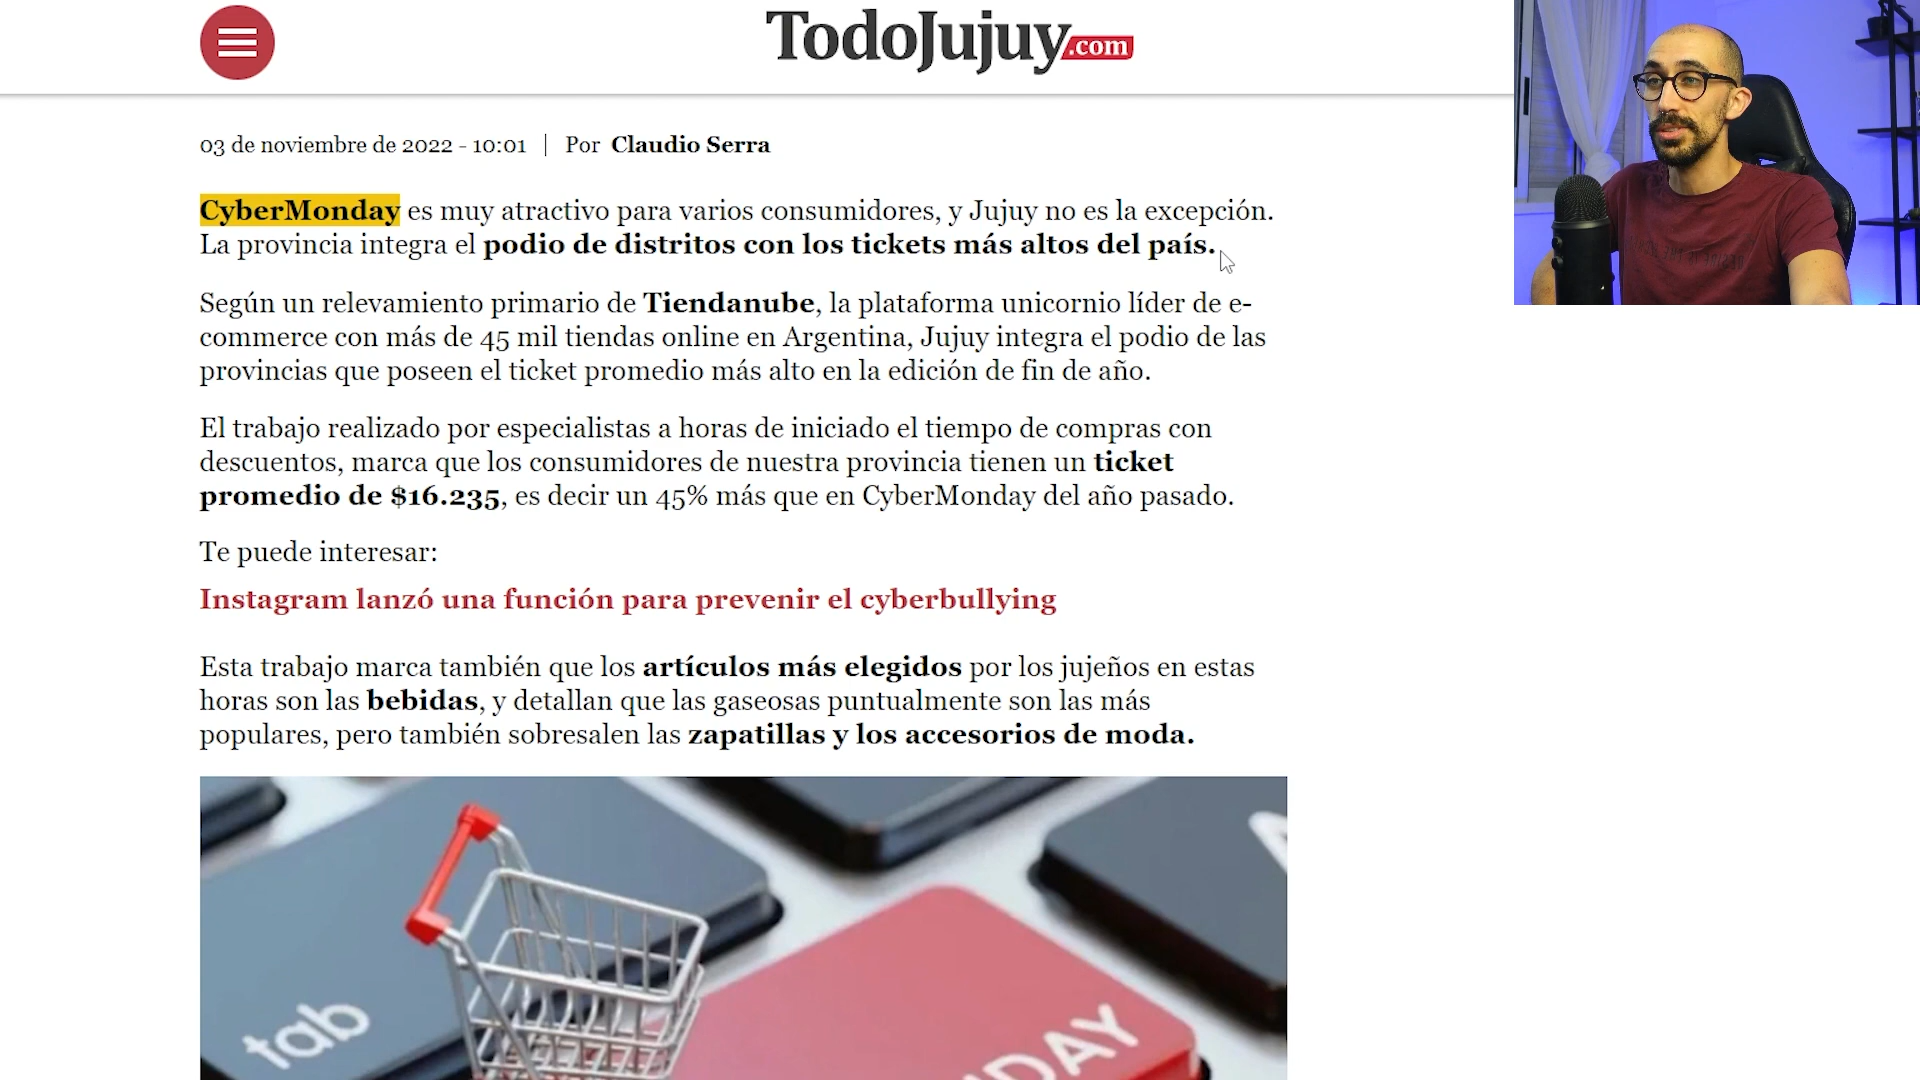 TodoJujuy.com
03 de noviembre de 2022 - 10:01 | Por Claudio Serra
CyberMonday es muy atractivo para varios consumidores, y Jujuy no es la excepción.
La provincia integra el podio de distritos con los tickets más altos del país.
Según un relevamiento primario de Tiendanube, la plataforma unicornio líder de e-
commerce con más de 45 mil tiendas online en Argentina, Jujuy integra el podio de las
provincias que poseen el ticket promedio más alto en la edición de fin de año.
El trabajo realizado por especialistas a horas de iniciado el tiempo de compras con
descuentos, marca que los consumidores de nuestra provincia tienen un ticket
promedio de $16.235, es decir un 45% más que en CyberMonday del año pasado.
Te puede interesar:
Instagram lanzó una función para prevenir el cyberbullying
Esta trabajo marca también que los artículos más elegidos por los jujeños en estas
horas son las bebidas, y detallan que las gaseosas puntualmente son las más
populares, pero también sobresalen las zapatillas y los accesorios de moda.
tab
NDAY